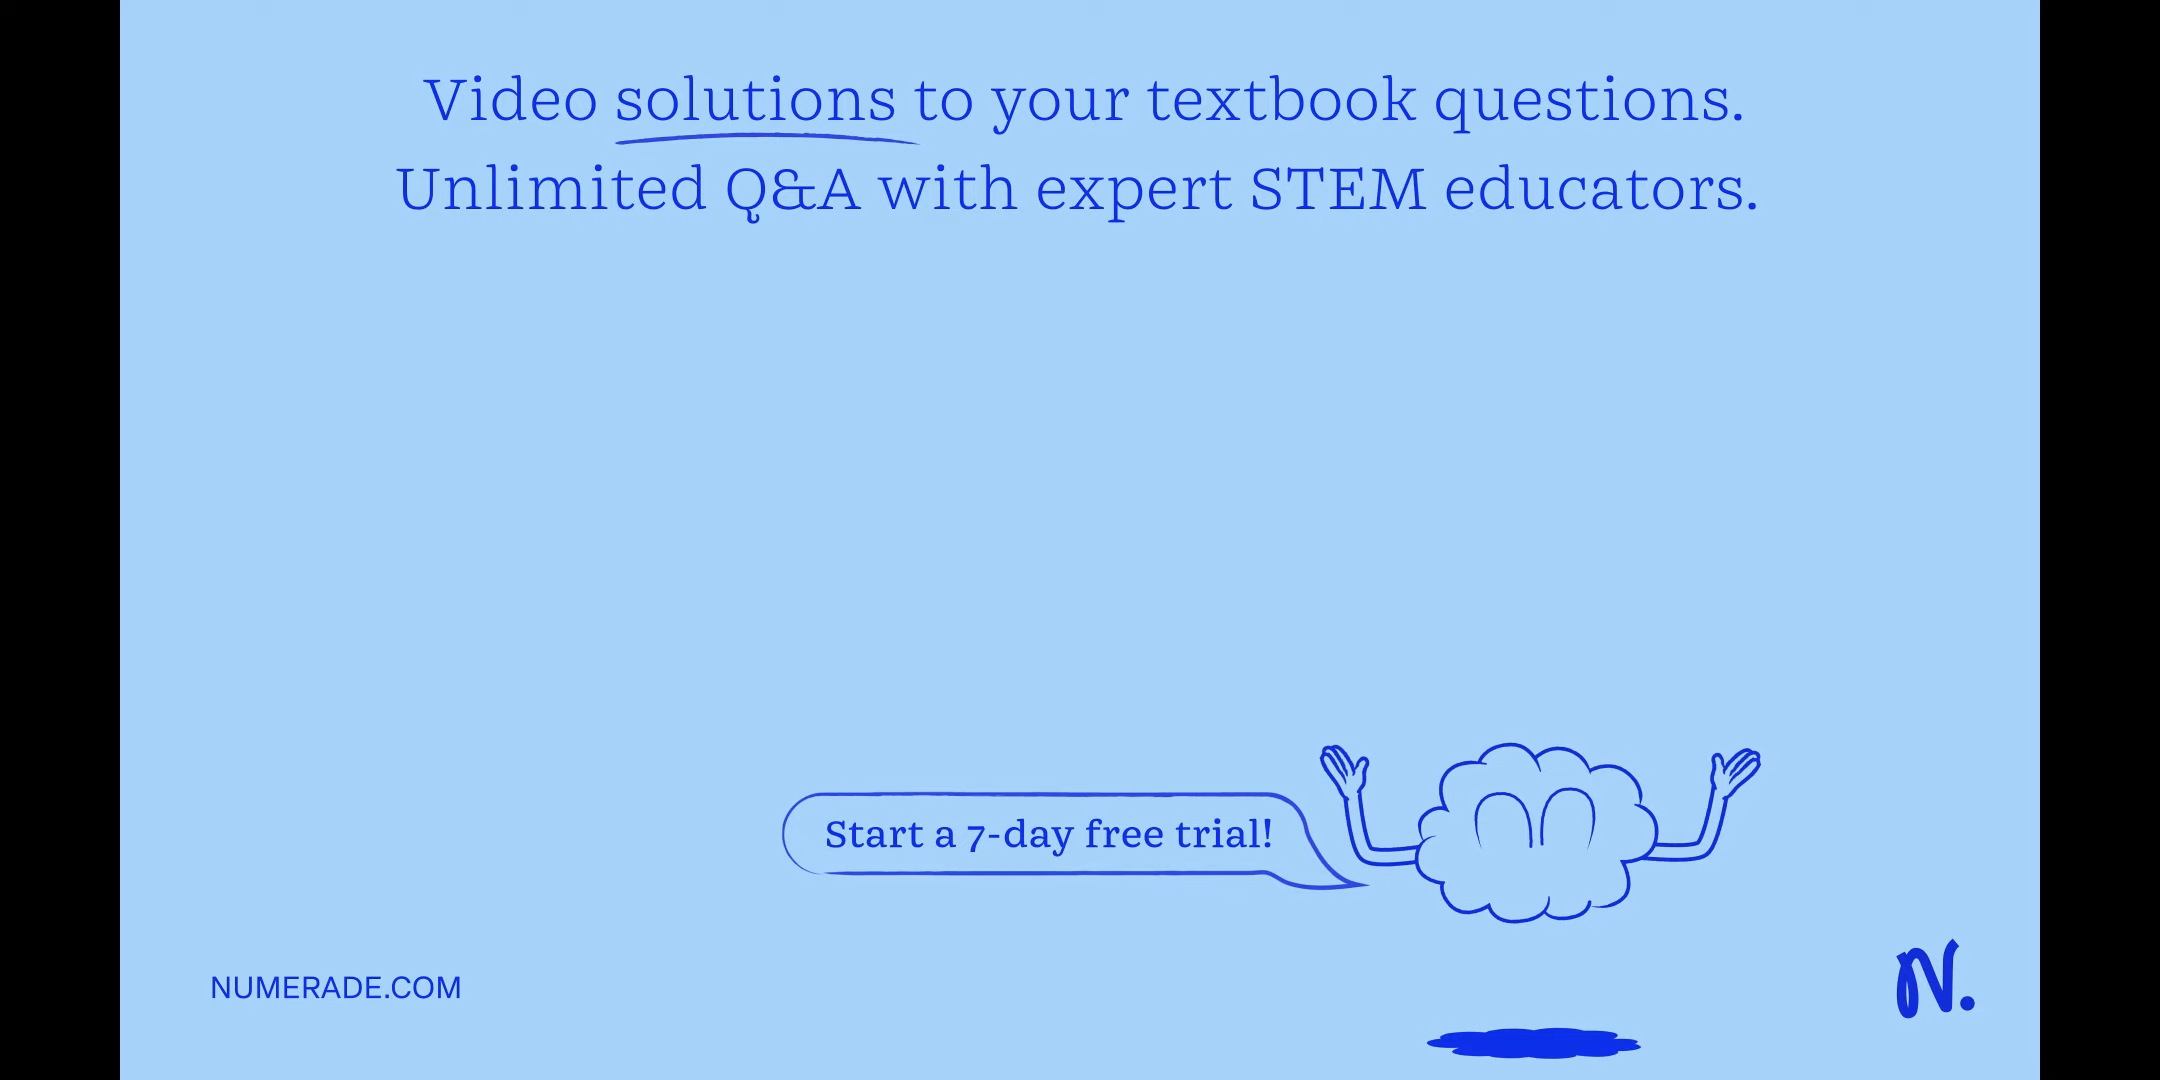 Video solutions to your textbook questions.
Unlimited Q&A with expert STEM educators.
Start a 7-day free trial!
NUMERADE.COM
N.